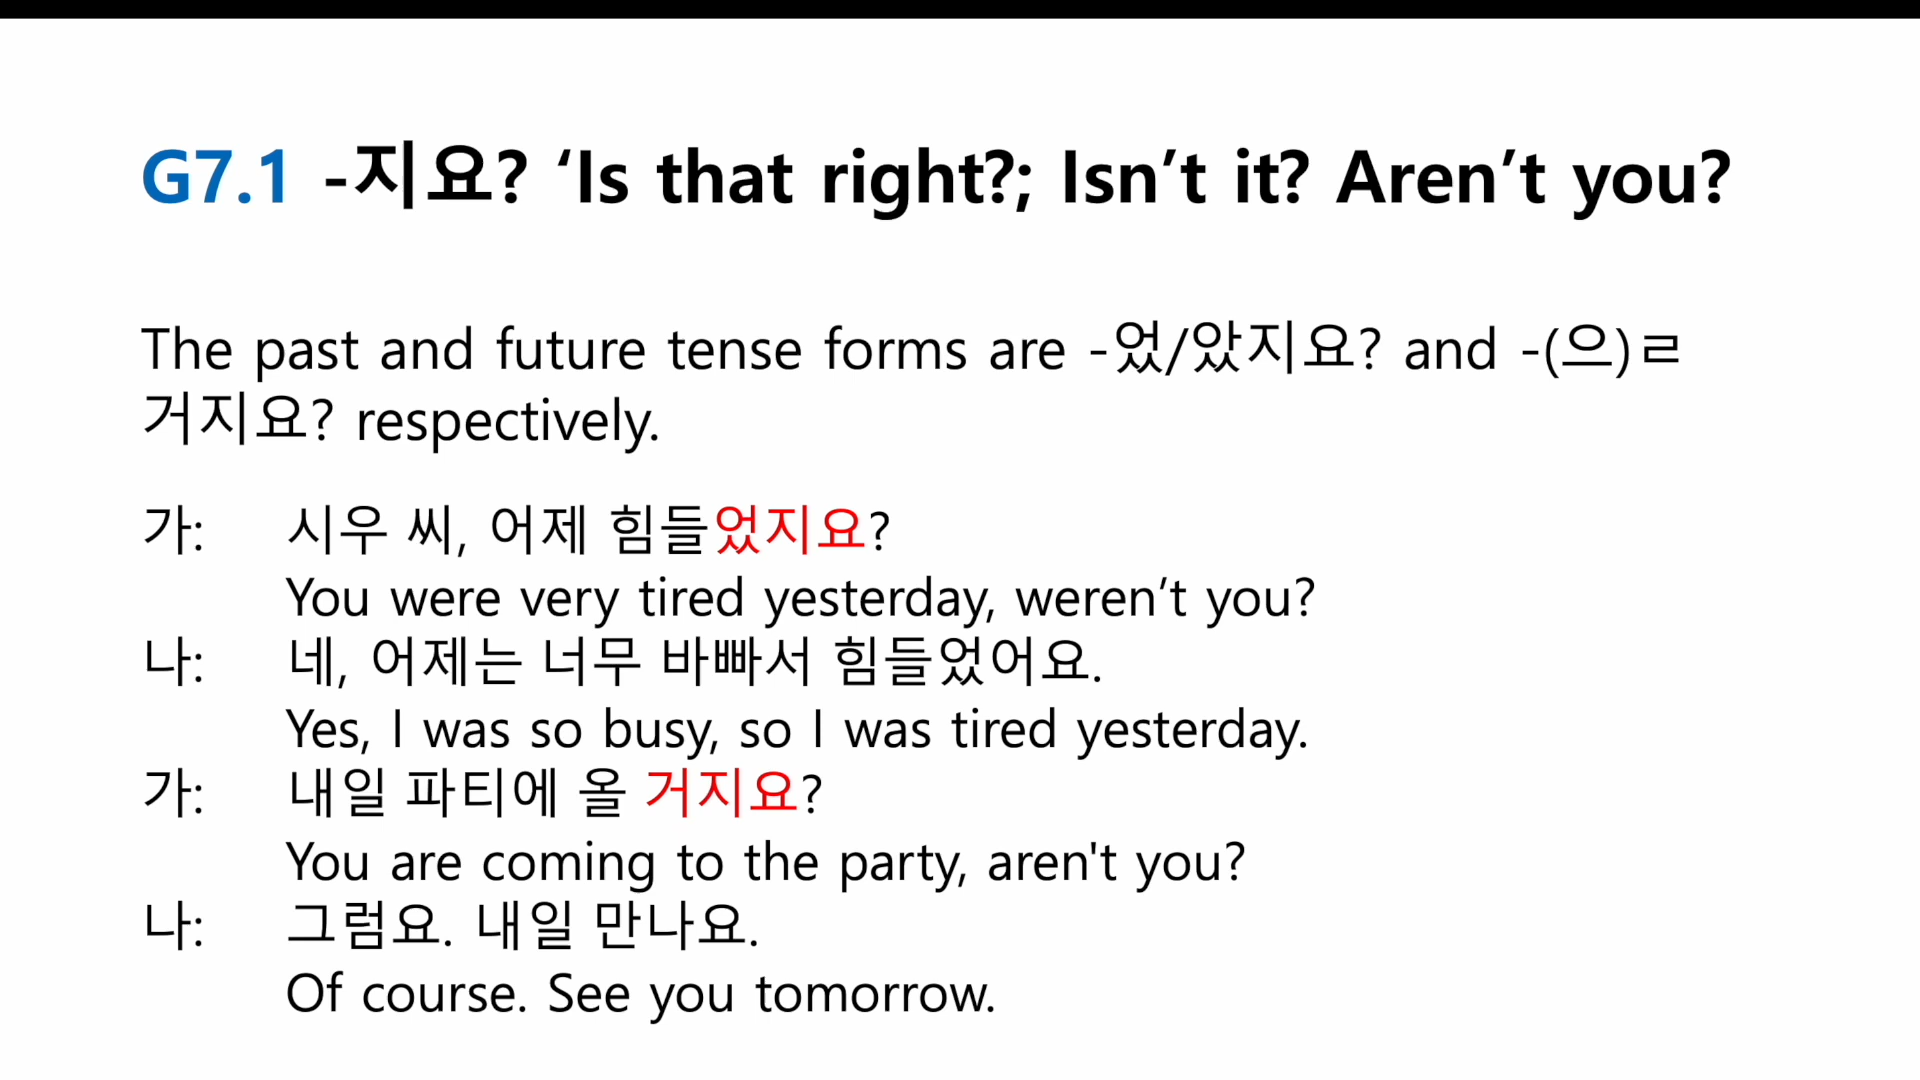 G7.1 -지요? ‘Is that right?; Isn’t it? Aren’t you?
The past and future tense forms are -었/았지요? and -(으)ㄹ
거지요? respectively.
가: 시우 씨, 어제 힘들었지요?
You were very tired yesterday, weren’t you?
나: 네, 어제는 너무 바빠서 힘들었어요.
Yes, I was so busy, so I was tired yesterday.
가: 내일 파티에 올 거지요?
You are coming to the party, aren't you?
나: 그럼요. 내일 만나요.
Of course. See you tomorrow.